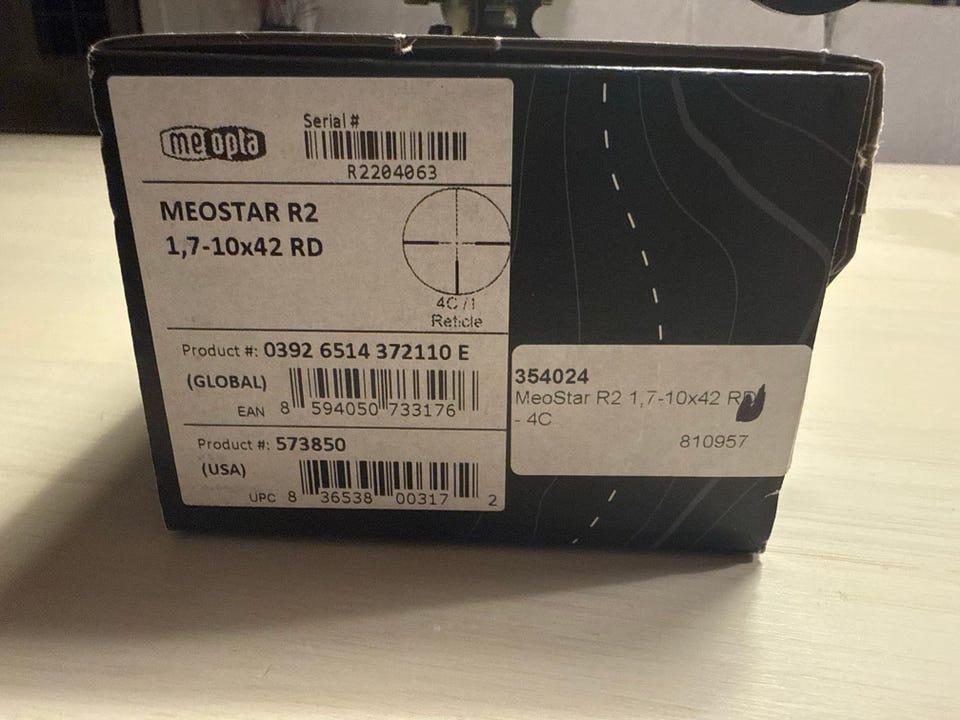 meopta
Serial #
R2204063
MEOSTAR R2
1,7-10x42 RD
4C /1
Reticle
Product #: 0392 6514 372110 E
(GLOBAL)
EAN 8 594050 733176
Product #: 573850
(USA)
UPC 8 36538 00317 2
354024
MeoStar R2 1,7-10x42 RD
- 4C
810957